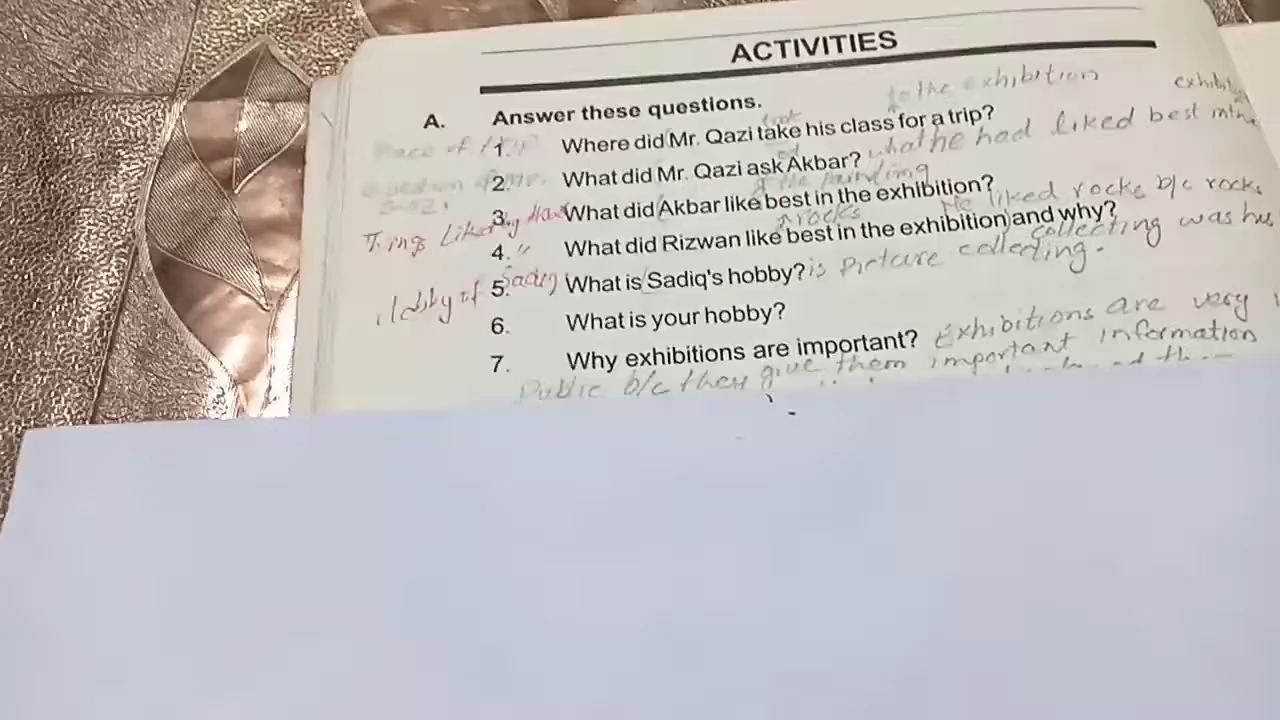 ACTIVITIES
to the exhibition
A. Answer these questions.
1. Where did Mr. Qazi take his class for a trip?
2. What did Mr. Qazi ask Akbar? what he had liked best in the
3. What did Akbar like best in the exhibition?
He liked rocks b/c rocks
4. What did Rizwan like best in the exhibition and why?
rocks
collecting was his
5. What is Sadiq's hobby? is Picture collecting.
Hobby of Sadiq
6. What is your hobby?
7. Why exhibitions are important? Exhibitions are very
Public b/c they give them important information